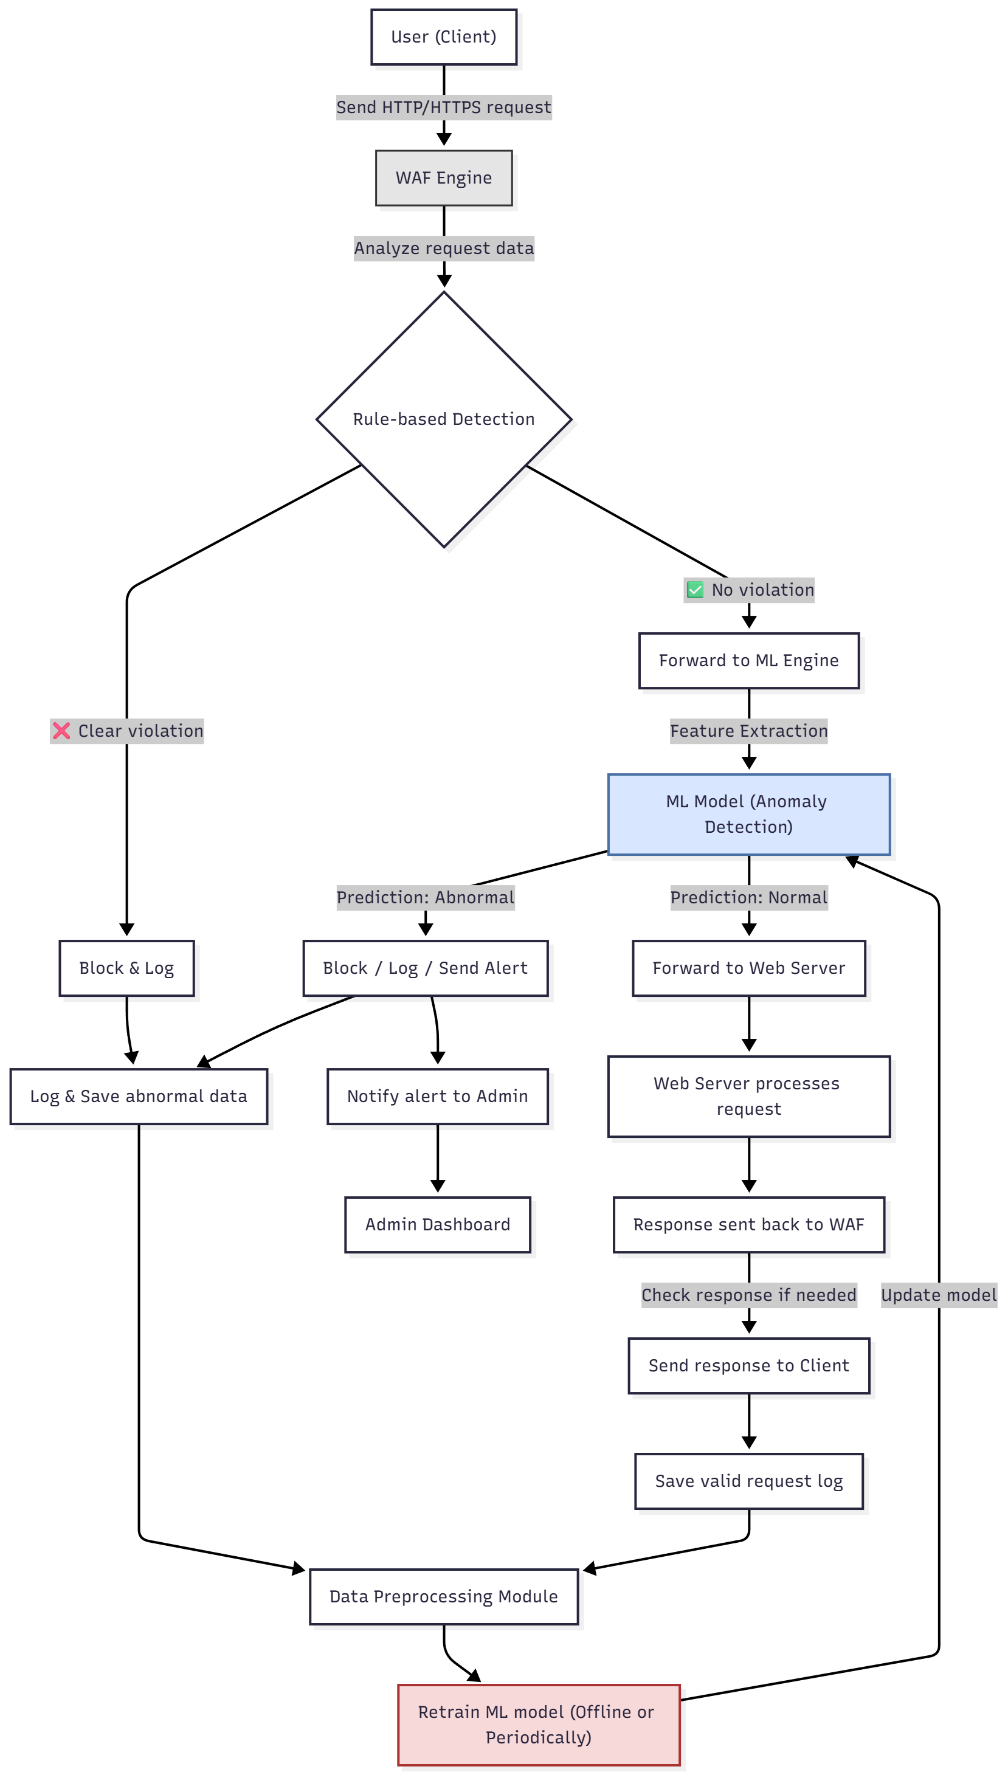 User (Client)
Send HTTP/HTTPS request
WAF Engine
Analyze request data
Rule-based Detection
✅ No violation
Forward to ML Engine
❌ Clear violation
Feature Extraction
ML Model (Anomaly
Detection)
Prediction: Abnormal
Prediction: Normal
Block & Log
Block / Log / Send Alert
Forward to Web Server
Log & Save abnormal data
Notify alert to Admin
Web Server processes
request
Admin Dashboard
Response sent back to WAF
Check response if needed
Update model
Send response to Client
Save valid request log
Data Preprocessing Module
Retrain ML model (Offline or
Periodically)